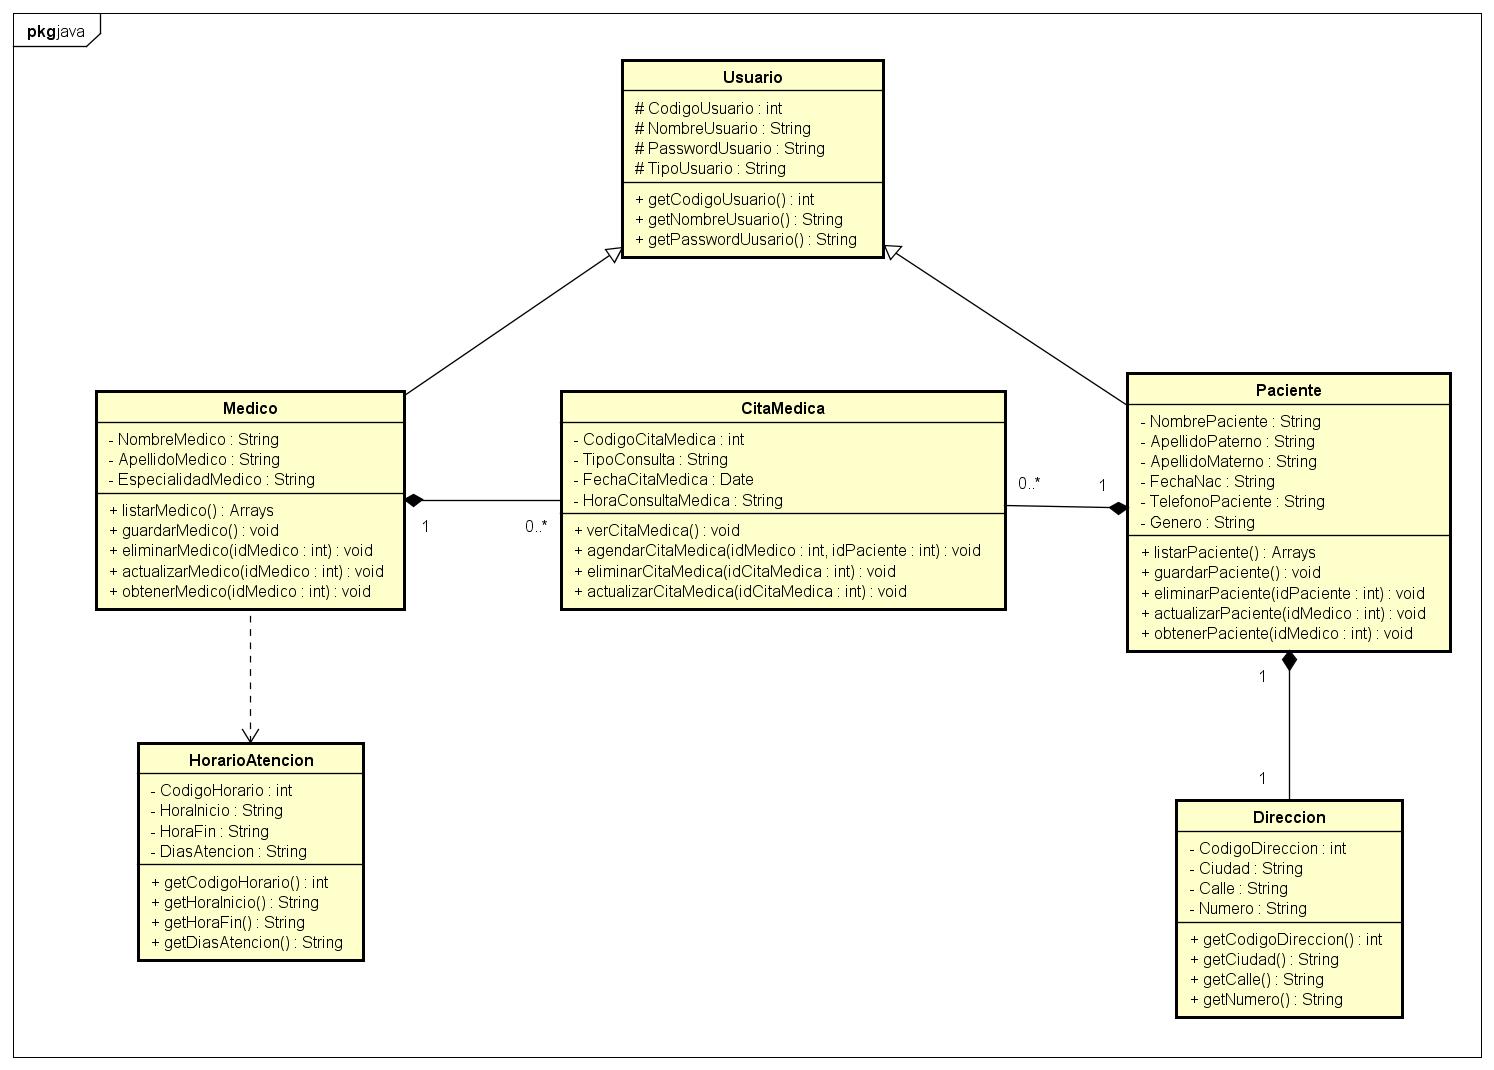 pkg java
Usuario
# CodigoUsuario : int
# NombreUsuario : String
# PasswordUsuario : String
# TipoUsuario : String
+ getCodigoUsuario() : int
+ getNombreUsuario() : String
+ getPasswordUusario() : String
Medico
- NombreMedico : String
- ApellidoMedico : String
- EspecialidadMedico : String
+ listarMedico() : Arrays
+ guardarMedico() : void
+ eliminarMedico(idMedico : int) : void
+ actualizarMedico(idMedico : int) : void
+ obtenerMedico(idMedico : int) : void
1
0..*
CitaMedica
- CodigoCitaMedica : int
- TipoConsulta : String
- FechaCitaMedica : Date
- HoraConsultaMedica : String
+ verCitaMedica() : void
+ agendarCitaMedica(idMedico : int, idPaciente : int) : void
+ eliminarCitaMedica(idCitaMedica : int) : void
+ actualizarCitaMedica(idCitaMedica : int) : void
0..*
1
Paciente
- NombrePaciente : String
- ApellidoPaterno : String
- ApellidoMaterno : String
- FechaNac : String
- TelefonoPaciente : String
- Genero : String
+ listarPaciente() : Arrays
+ guardarPaciente() : void
+ eliminarPaciente(idPaciente : int) : void
+ actualizarPaciente(idMedico : int) : void
+ obtenerPaciente(idMedico : int) : void
1
1
HorarioAtencion
- CodigoHorario : int
- HoraInicio : String
- HoraFin : String
- DiasAtencion : String
+ getCodigoHorario() : int
+ getHoraInicio() : String
+ getHoraFin() : String
+ getDiasAtencion() : String
Direccion
- CodigoDireccion : int
- Ciudad : String
- Calle : String
- Numero : String
+ getCodigoDireccion() : int
+ getCiudad() : String
+ getCalle() : String
+ getNumero() : String